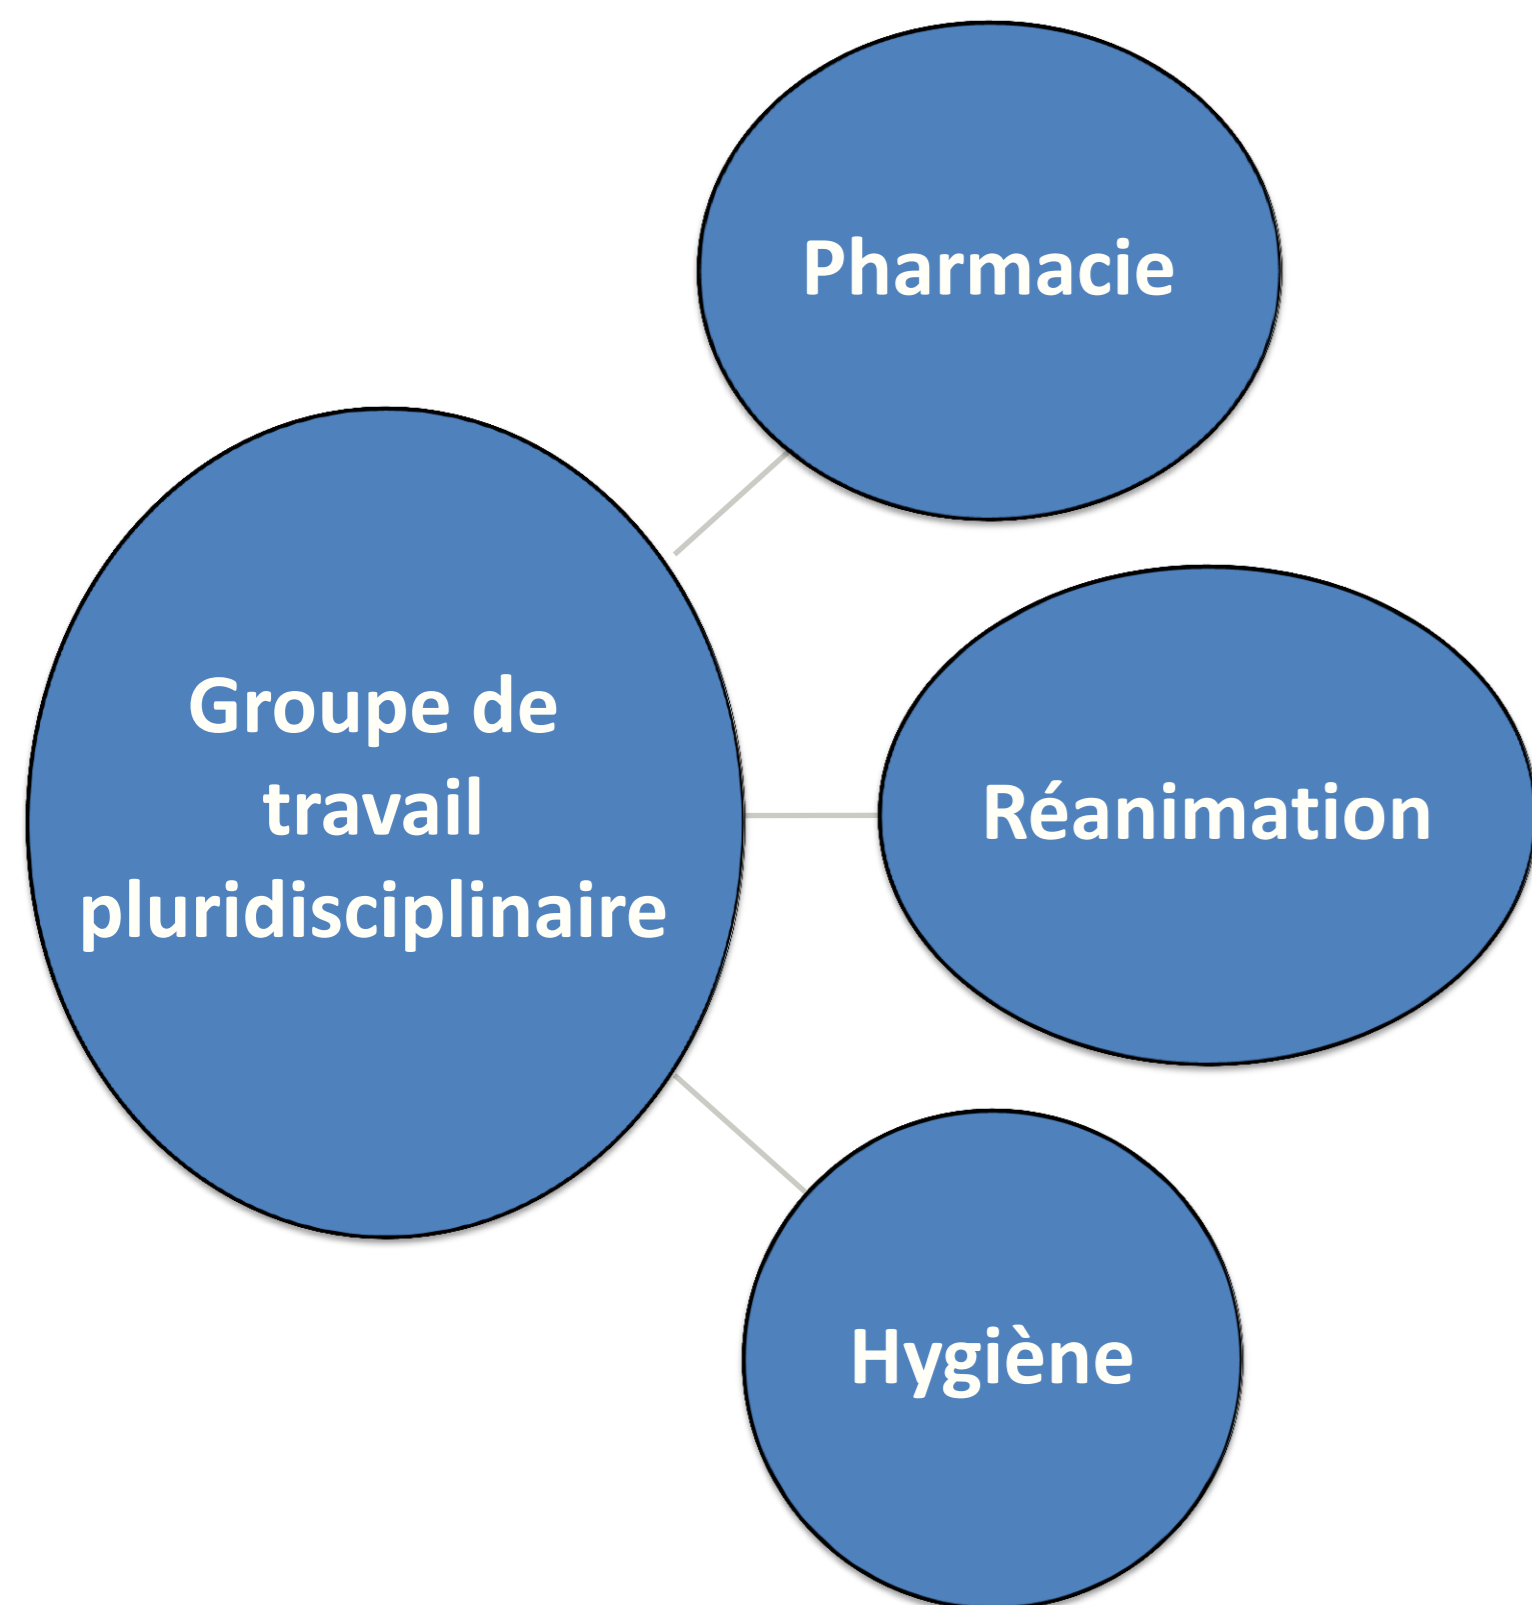 Pharmacie
Groupe de
travail
pluridisciplinaire
Réanimation
Hygiène